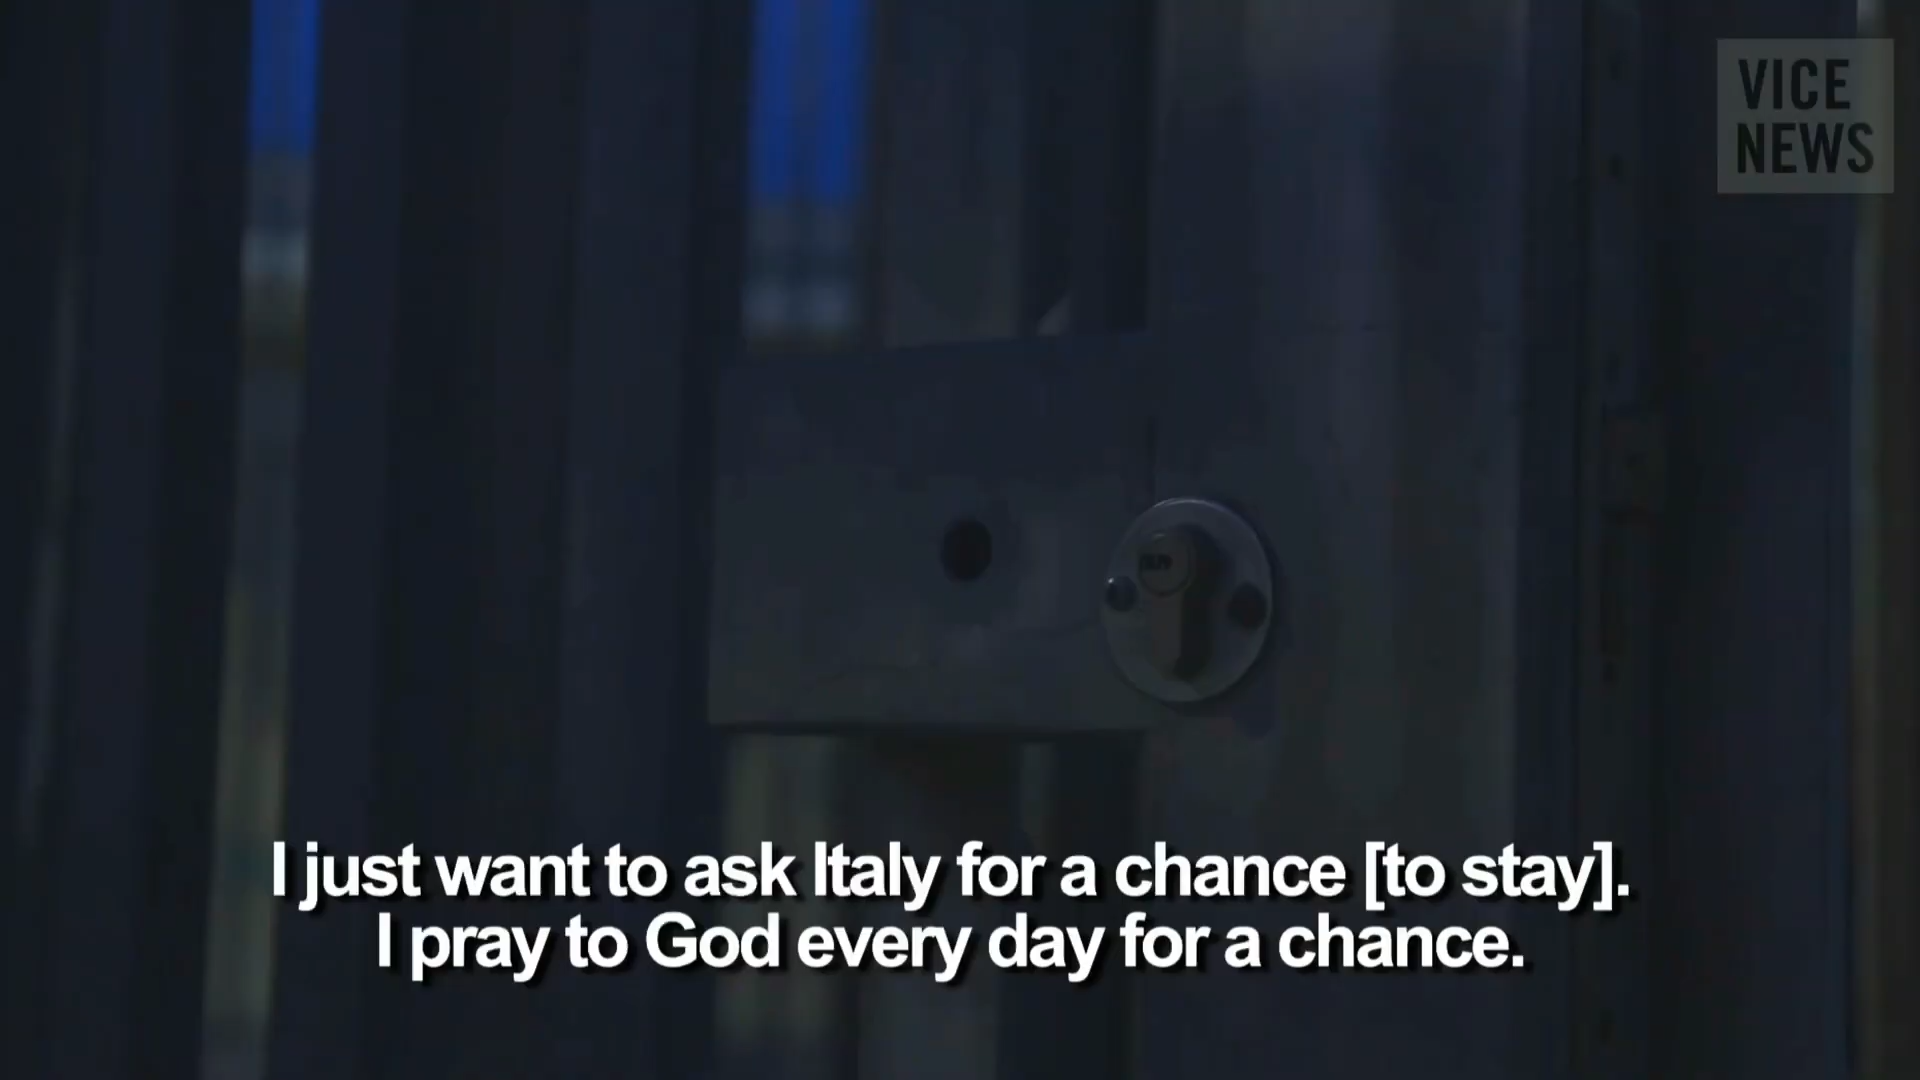 VICE
NEWS
I just want to ask Italy for a chance [to stay].
I pray to God every day for a chance.